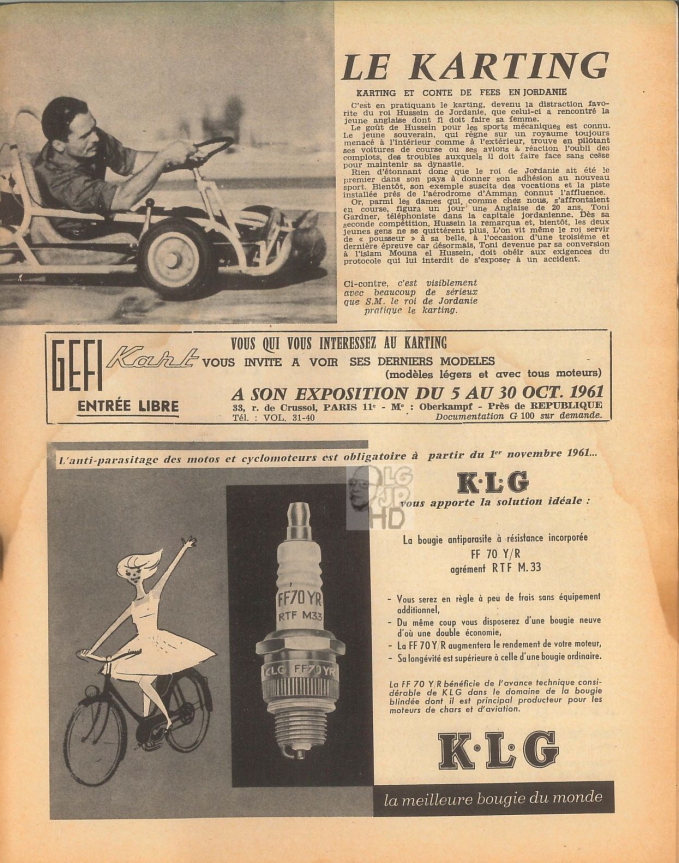 LE KARTING
KARTING ET CONTE DE FEES EN JORDANIE
C'est en pratiquant le karting, devenu la distraction favo-
rite du roi Hussein de Jordanie, que celui-ci a rencontré la
jeune anglaise dont il doit faire sa femme.
Le goût de Hussein pour les sports mécaniques est connu.
Le jeune souverain, qui règne sur un royaume toujours
menacé à l'intérieur comme à l'extérieur, trouve en pilotant
ses voitures de course ou ses avions à réaction l'oubli des
complots, des troubles auxquels il doit faire face sans cesse
pour maintenir sa dynastie.
Rien d'étonnant donc que le roi de Jordanie ait été le
premier dans son pays à donner son adhésion au nouveau
sport. Bientôt, son exemple suscita des vocations et la piste
installée près de l'aérodrome d'Amman connut l'affluence.
Or, parmi les dames qui, comme chez nous, s'affrontaient
en course, figura un jour une Anglaise de 20 ans, Toni
Gardner, téléphoniste dans la capitale jordanienne. Dès sa
seconde compétition, Hussein la remarqua et, bientôt, les deux
jeunes gens ne se quittèrent plus. L'on vit même le roi servir
de « pousseur » à sa belle, à l'occasion d'une troisième et
dernière épreuve car désormais, Toni devenue par sa conversion
à l'islam Mouna el Hussein, doit obéir aux exigences du
protocole qui lui interdit de s'exposer à un accident.
Ci-contre, c'est visiblement
avec beaucoup de sérieux
que S.M. le roi de Jordanie
pratique le karting.
GEFI Kart
VOUS QUI VOUS INTERESSEZ AU KARTING
VOUS INVITE A VOIR SES DERNIERS MODELES
(modèles légers et avec tous moteurs)
A SON EXPOSITION DU 5 AU 30 OCT. 1961
ENTRÉE LIBRE
33, r. de Crussol, PARIS 11e - Mo : Oberkampf - Près de REPUBLIQUE
Tél. : VOL. 31-40 Documentation G 100 sur demande.
L'anti-parasitage des motos et cyclomoteurs est obligatoire à partir du 1er novembre 1961...
K·L·G
vous apporte la solution idéale :
LG
JP
HD
La bougie antiparasite à résistance incorporée
FF 70 Y/R
agrément RTF M.33
- Vous serez en règle à peu de frais sans équipement
additionnel,
- Du même coup vous disposerez d'une bougie neuve
d'où une double économie,
- La FF 70 Y/R augmentera le rendement de votre moteur,
- Sa longévité est supérieure à celle d'une bougie ordinaire.
La FF 70 Y/R bénéficie de l'avance technique consi-
dérable de KLG dans le domaine de la bougie
blindée dont il est principal producteur pour les
moteurs de chars et d'aviation.
FF70 YR
RTF M33
KLG FF70YR
K·L·G
la meilleure bougie du monde